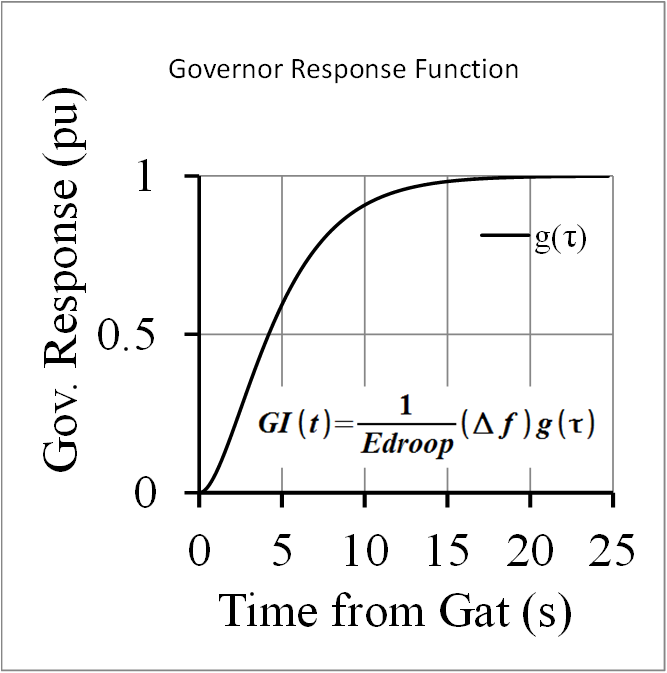 Governor Response Function
Gov. Response (pu)
1
0.5
0
g(τ)
GI(t)=1/Edroop(Δf)g(τ)
0 5 10 15 20 25
Time from Gat (s)